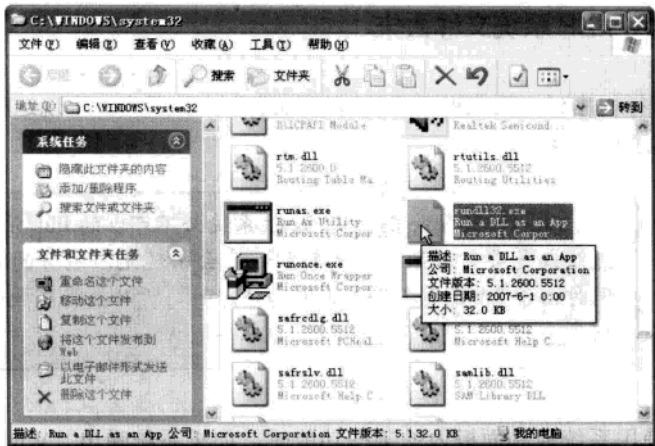 C:\WINDOWS\system32
文件(F) 编辑(E) 查看(V) 收藏(A) 工具(T) 帮助(H)
后退 搜索 文件夹
地址(D) C:\WINDOWS\system32 转到
系统任务
隐藏此文件夹的内容
添加/删除程序
搜索文件或文件夹
文件和文件夹任务
重命名这个文件
移动这个文件
复制这个文件
将这个文件发布到
Web
以电子邮件形式发送
此文件
删除这个文件
Module
Realtek Semicond...
rtm.dll
5.1.2600.0
Routing Table Ma...
rtutils.dll
5.1.2600.5512
Routing Utilities
runas.exe
Run As Utility
Microsoft Corpor...
rundll32.exe
Run a DLL as an App
Microsoft Corpor...
runonce.exe
Run Once Wrapper
Microsoft Corpor...
描述: Run a DLL as an App
公司: Microsoft Corporation
文件版本: 5.1.2600.5512
创建日期: 2007-6-1 0:00
大小: 32.0 KB
safrcdlg.dll
5.1.2600.5512
Microsoft PCHeal...
5.1.2600.5512
Microsoft Help C...
safrslv.dll
5.1.2600.5512
Microsoft Help C...
samlib.dll
5.1.2600.5512
SAM Library DLL
描述: Run a DLL as an App 公司: Microsoft Corporation 文件版本: 5.1 32.0 KB 我的电脑